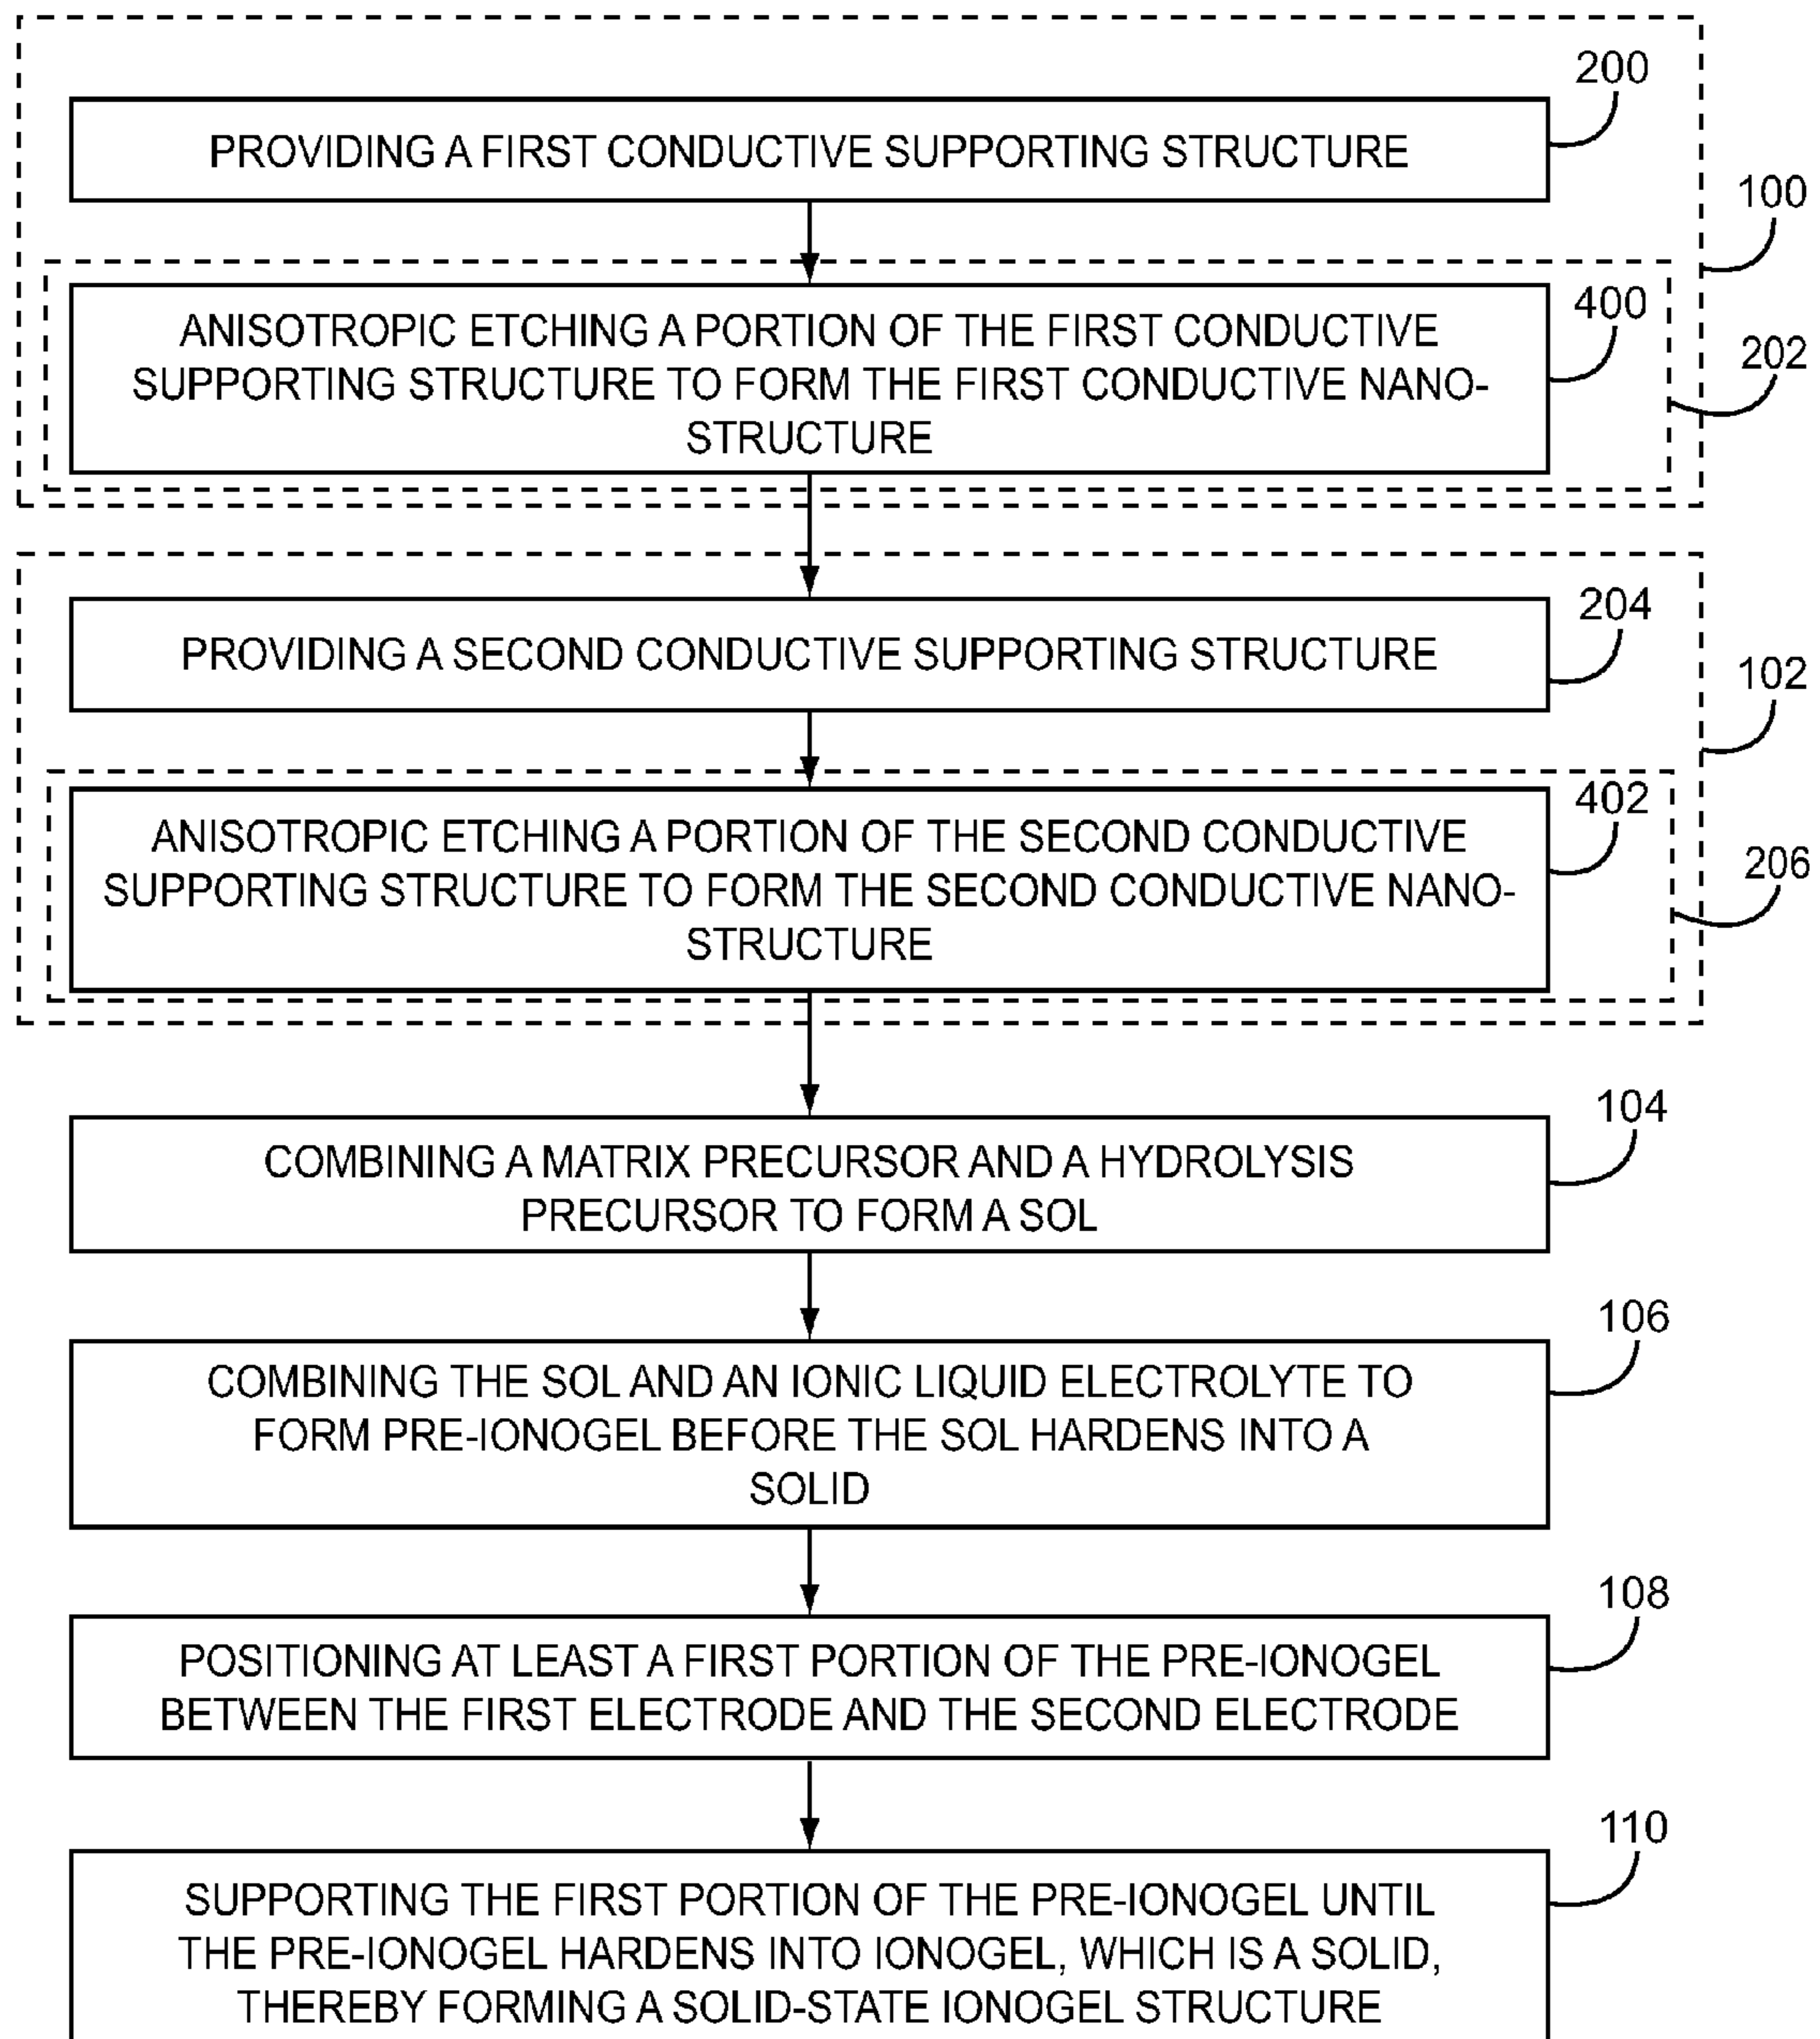 200
PROVIDING A FIRST CONDUCTIVE SUPPORTING STRUCTURE
100
400
ANISOTROPIC ETCHING A PORTION OF THE FIRST CONDUCTIVE
SUPPORTING STRUCTURE TO FORM THE FIRST CONDUCTIVE NANO-
STRUCTURE
202
204
PROVIDING A SECOND CONDUCTIVE SUPPORTING STRUCTURE
102
402
ANISOTROPIC ETCHING A PORTION OF THE SECOND CONDUCTIVE
SUPPORTING STRUCTURE TO FORM THE SECOND CONDUCTIVE NANO-
STRUCTURE
206
104
COMBINING A MATRIX PRECURSOR AND A HYDROLYSIS
PRECURSOR TO FORM A SOL
106
COMBINING THE SOL AND AN IONIC LIQUID ELECTROLYTE TO
FORM PRE-IONOGEL BEFORE THE SOL HARDENS INTO A
SOLID
108
POSITIONING AT LEAST A FIRST PORTION OF THE PRE-IONOGEL
BETWEEN THE FIRST ELECTRODE AND THE SECOND ELECTRODE
110
SUPPORTING THE FIRST PORTION OF THE PRE-IONOGEL UNTIL
THE PRE-IONOGEL HARDENS INTO IONOGEL, WHICH IS A SOLID,
THEREBY FORMING A SOLID-STATE IONOGEL STRUCTURE